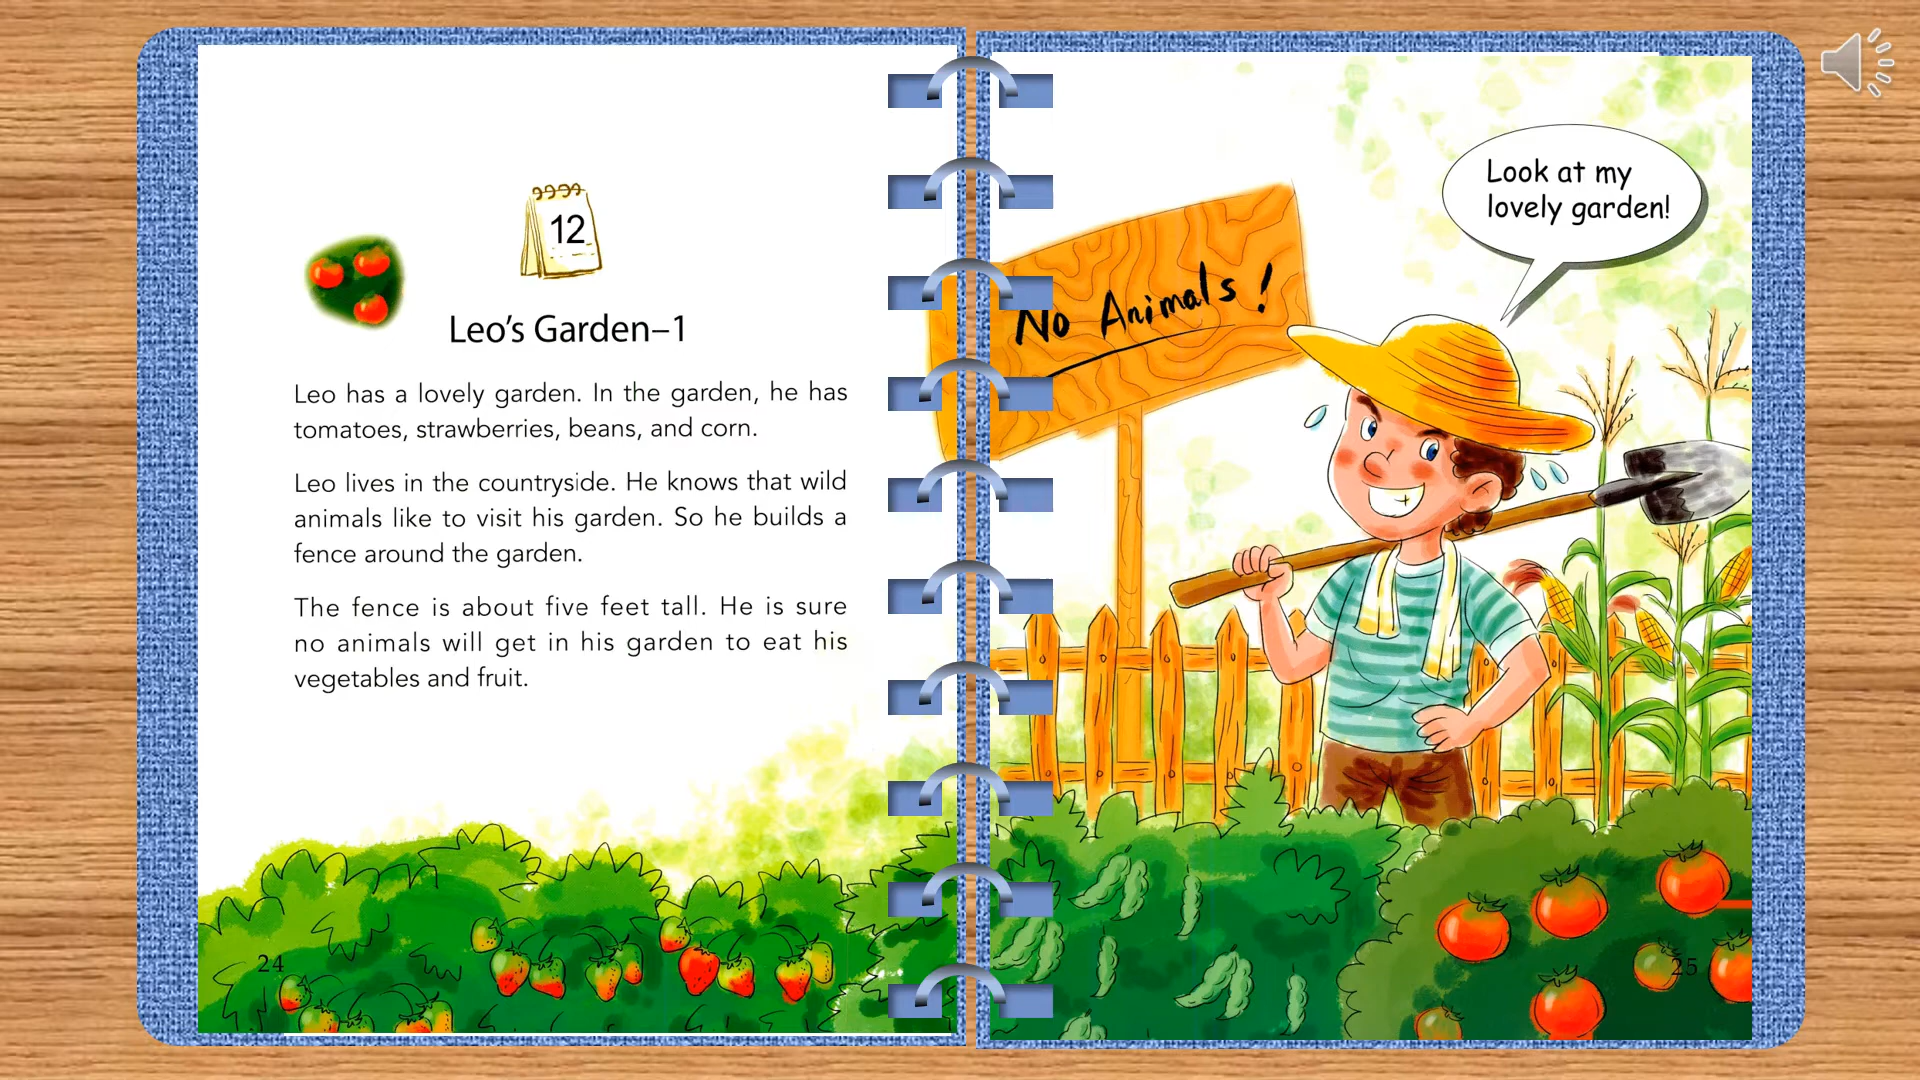 12
Leo's Garden–1
Leo has a lovely garden. In the garden, he has
tomatoes, strawberries, beans, and corn.
Leo lives in the countryside. He knows that wild
animals like to visit his garden. So he builds a
fence around the garden.
The fence is about five feet tall. He is sure
no animals will get in his garden to eat his
vegetables and fruit.
24
Look at my
lovely garden!
No Animals!
25